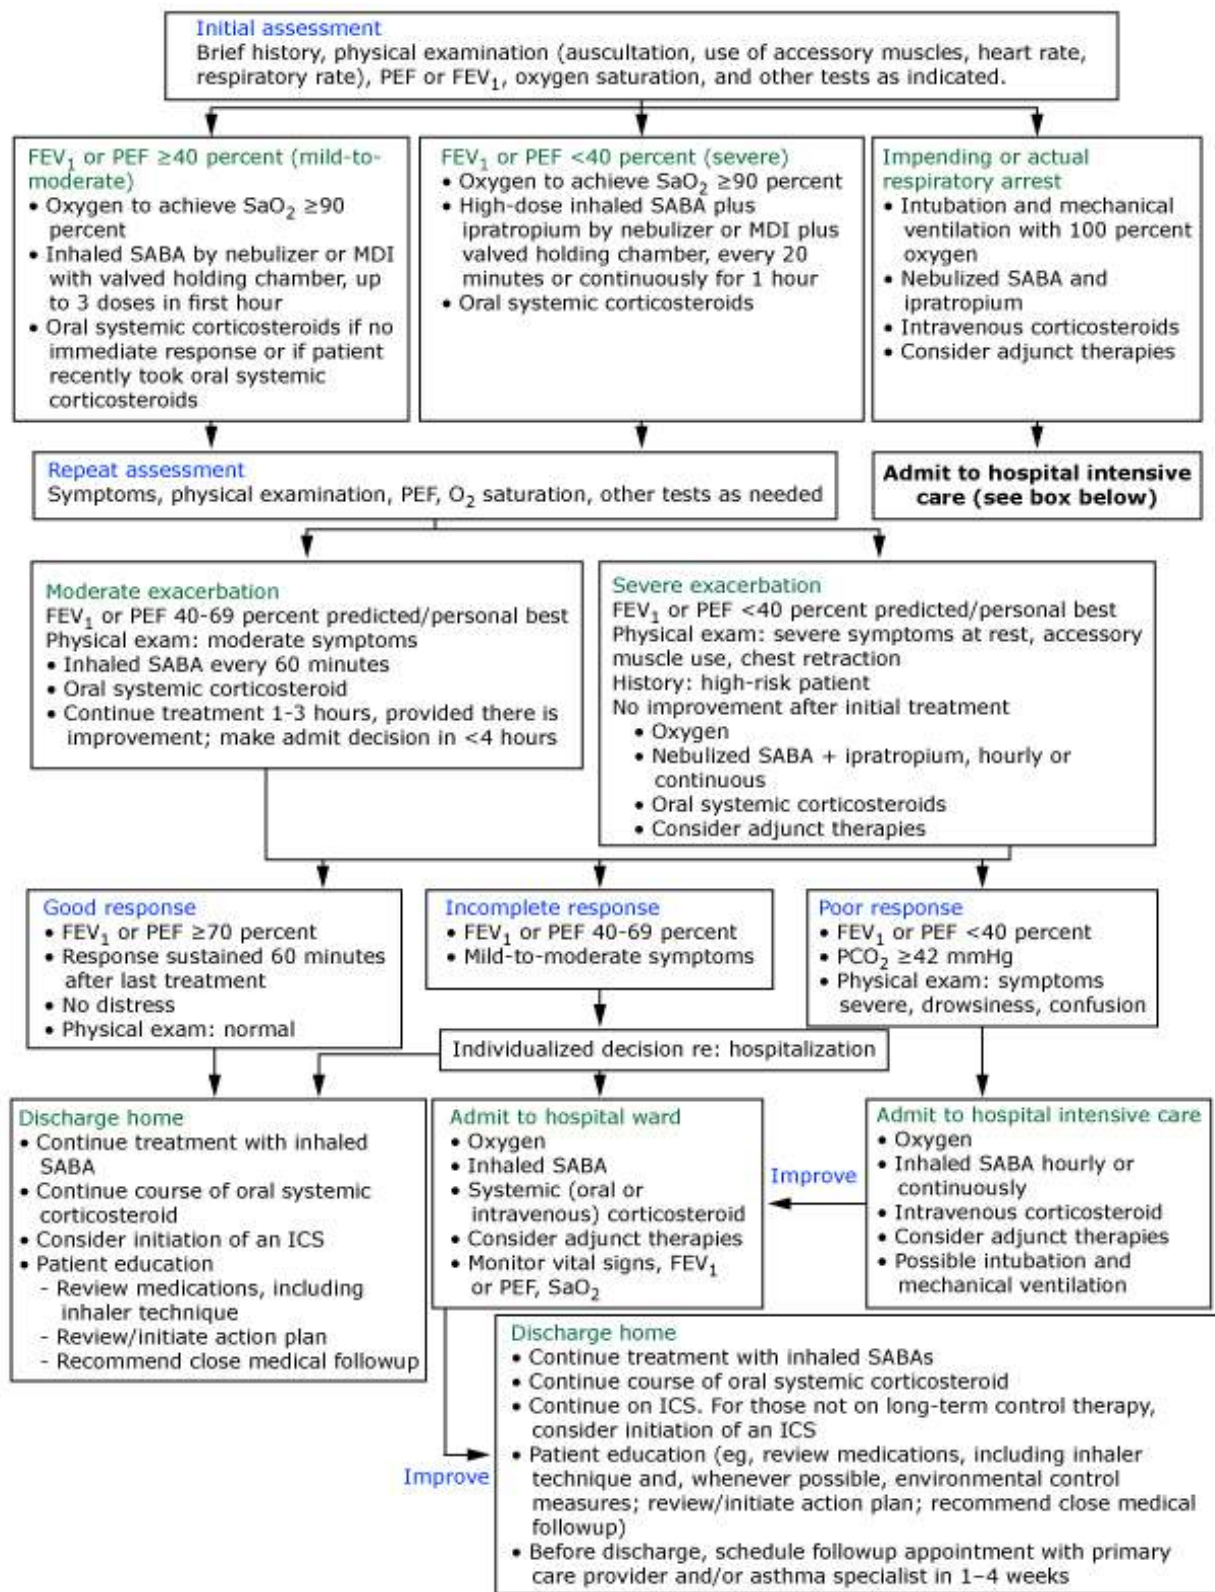 Initial assessment
Brief history, physical examination (auscultation, use of accessory muscles, heart rate,
respiratory rate), PEF or FEV1, oxygen saturation, and other tests as indicated.
FEV1 or PEF ≥40 percent (mild-to-
moderate)
• Oxygen to achieve SaO2 ≥90
percent
• Inhaled SABA by nebulizer or MDI
with valved holding chamber, up
to 3 doses in first hour
• Oral systemic corticosteroids if no
immediate response or if patient
recently took oral systemic
corticosteroids
FEV1 or PEF <40 percent (severe)
• Oxygen to achieve SaO2 ≥90 percent
• High-dose inhaled SABA plus
ipratropium by nebulizer or MDI plus
valved holding chamber, every 20
minutes or continuously for 1 hour
• Oral systemic corticosteroids
Impending or actual
respiratory arrest
• Intubation and mechanical
ventilation with 100 percent
oxygen
• Nebulized SABA and
ipratropium
• Intravenous corticosteroids
• Consider adjunct therapies
Repeat assessment
Symptoms, physical examination, PEF, O2 saturation, other tests as needed
Admit to hospital intensive
care (see box below)
Moderate exacerbation
FEV1 or PEF 40-69 percent predicted/personal best
Physical exam: moderate symptoms
• Inhaled SABA every 60 minutes
• Oral systemic corticosteroid
• Continue treatment 1-3 hours, provided there is
improvement; make admit decision in <4 hours
Severe exacerbation
FEV1 or PEF <40 percent predicted/personal best
Physical exam: severe symptoms at rest, accessory
muscle use, chest retraction
History: high-risk patient
No improvement after initial treatment
• Oxygen
• Nebulized SABA + ipratropium, hourly or
continuous
• Oral systemic corticosteroids
• Consider adjunct therapies
Good response
• FEV1 or PEF ≥70 percent
• Response sustained 60 minutes
after last treatment
• No distress
• Physical exam: normal
Incomplete response
• FEV1 or PEF 40-69 percent
• Mild-to-moderate symptoms
Poor response
• FEV1 or PEF <40 percent
• PCO2 ≥42 mmHg
• Physical exam: symptoms
severe, drowsiness, confusion
Individualized decision re: hospitalization
Discharge home
• Continue treatment with inhaled
SABA
• Continue course of oral systemic
corticosteroid
• Consider initiation of an ICS
• Patient education
- Review medications, including
inhaler technique
- Review/initiate action plan
- Recommend close medical followup
Admit to hospital ward
• Oxygen
• Inhaled SABA
• Systemic (oral or
intravenous) corticosteroid
• Consider adjunct therapies
• Monitor vital signs, FEV1
or PEF, SaO2
Improve
Admit to hospital intensive care
• Oxygen
• Inhaled SABA hourly or
continuously
• Intravenous corticosteroid
• Consider adjunct therapies
• Possible intubation and
mechanical ventilation
Improve
Discharge home
• Continue treatment with inhaled SABAs
• Continue course of oral systemic corticosteroid
• Continue on ICS. For those not on long-term control therapy,
consider initiation of an ICS
• Patient education (eg, review medications, including inhaler
technique and, whenever possible, environmental control
measures; review/initiate action plan; recommend close medical
followup)
• Before discharge, schedule followup appointment with primary
care provider and/or asthma specialist in 1–4 weeks